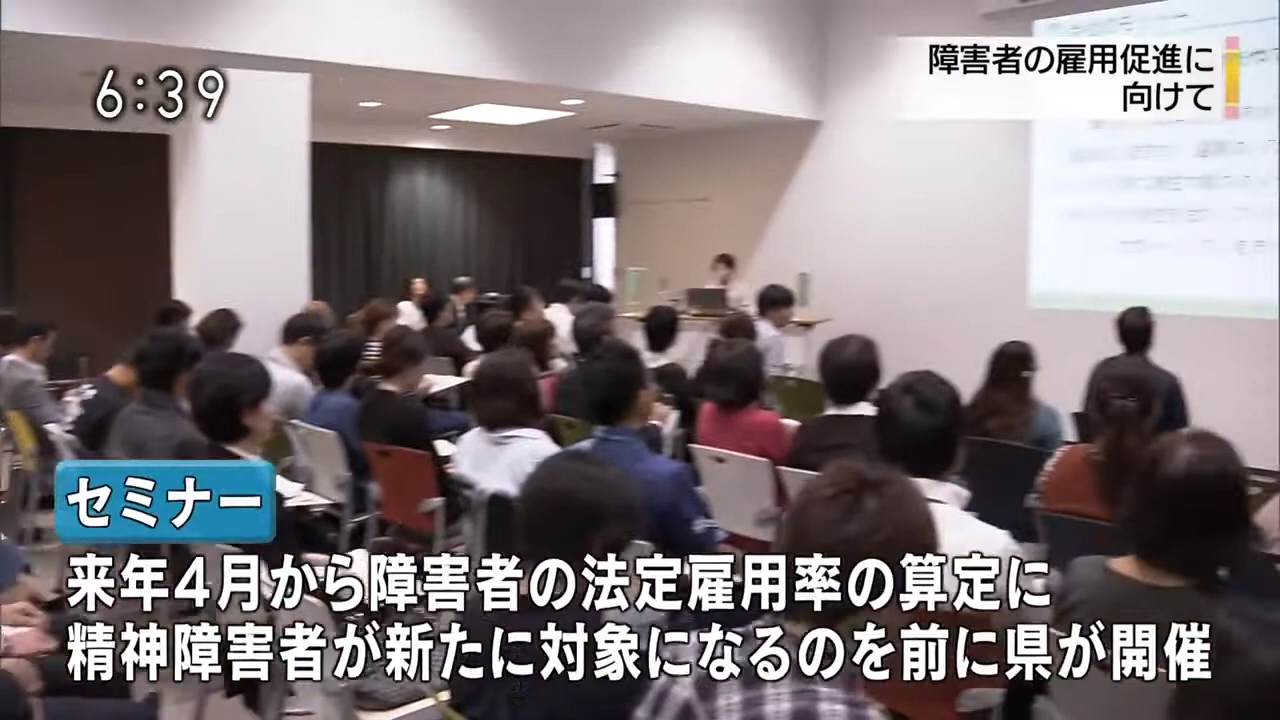 6:39
障害者の雇用促進に
向けて
セミナー
来年4月から障害者の法定雇用率の算定に
精神障害者が新たに対象になるのを前に県が開催